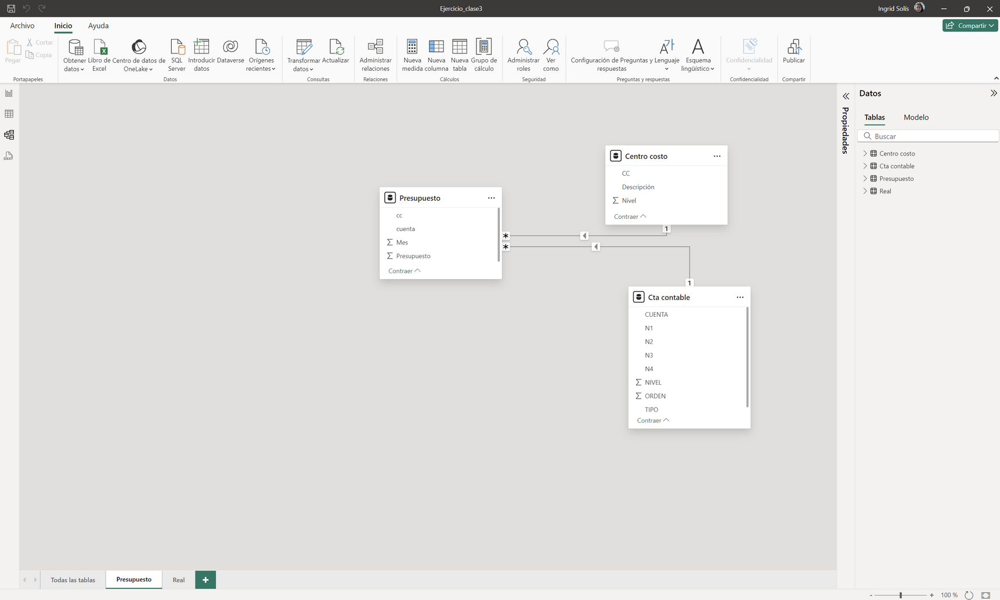 Ejercicio_clase3
Ingrid Solís
Archivo
Inicio
Ayuda
Compartir
Pegar
Cortar
Copia
Portapapeles
Obtener datos
Libro de Excel
Centro de datos de OneLake
SQL Server
Introducir datos
Dataverse
Orígenes recientes
Datos
Transformar datos
Actualizar
Consultas
Administrar relaciones
Relaciones
Nueva medida
Nueva columna
Nueva tabla
Grupo de cálculo
Cálculos
Administrar roles
Ver como
Seguridad
Configuración de Preguntas y respuestas
Lenguaje
Esquema lingüístico
Preguntas y respuestas
Confidencialidad
Confidencialidad
Publicar
Compartir
DAX
Centro costo
CC
Descripción
Nivel
Contraer
Presupuesto
cc
cuenta
Mes
Presupuesto
Contraer
1
1
Cta contable
CUENTA
N1
N2
N3
N4
NIVEL
ORDEN
TIPO
Contraer
Propiedades
Datos
Tablas
Modelo
Buscar
Centro costo
Cta contable
Presupuesto
Real
Todas las tablas
Presupuesto
Real
+
- + 100 %